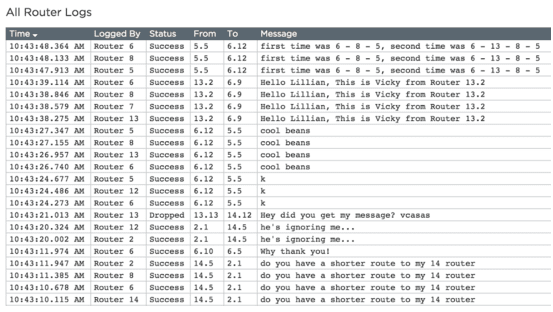 All Router Logs
Time Logged By Status From To Message
10:43:48.364 AM Router 6 Success 5.5 6.12 first time was 6 - 8 - 5, second time was 6 - 13 - 8 - 5
10:43:48.133 AM Router 8 Success 5.5 6.12 first time was 6 - 8 - 5, second time was 6 - 13 - 8 - 5
10:43:47.913 AM Router 5 Success 5.5 6.12 first time was 6 - 8 - 5, second time was 6 - 13 - 8 - 5
10:43:39.114 AM Router 6 Success 13.2 6.9 Hello Lillian, This is Vicky from Router 13.2
10:43:38.846 AM Router 8 Success 13.2 6.9 Hello Lillian, This is Vicky from Router 13.2
10:43:38.579 AM Router 7 Success 13.2 6.9 Hello Lillian, This is Vicky from Router 13.2
10:43:38.275 AM Router 13 Success 13.2 6.9 Hello Lillian, This is Vicky from Router 13.2
10:43:27.347 AM Router 5 Success 6.12 5.5 cool beans
10:43:27.155 AM Router 8 Success 6.12 5.5 cool beans
10:43:26.957 AM Router 13 Success 6.12 5.5 cool beans
10:43:26.740 AM Router 6 Success 6.12 5.5 cool beans
10:43:24.677 AM Router 5 Success 6.12 5.5 k
10:43:24.486 AM Router 12 Success 6.12 5.5 k
10:43:24.273 AM Router 6 Success 6.12 5.5 k
10:43:21.013 AM Router 13 Dropped 13.13 14.12 Hey did you get my message? vcasas
10:43:20.324 AM Router 12 Success 2.1 14.5 he's ignoring me...
10:43:20.002 AM Router 2 Success 2.1 14.5 he's ignoring me...
10:43:11.974 AM Router 6 Success 6.10 6.5 Why thank you!
10:43:11.947 AM Router 2 Success 14.5 2.1 do you have a shorter route to my 14 router
10:43:11.385 AM Router 8 Success 14.5 2.1 do you have a shorter route to my 14 router
10:43:10.678 AM Router 6 Success 14.5 2.1 do you have a shorter route to my 14 router
10:43:10.115 AM Router 14 Success 14.5 2.1 do you have a shorter route to my 14 router